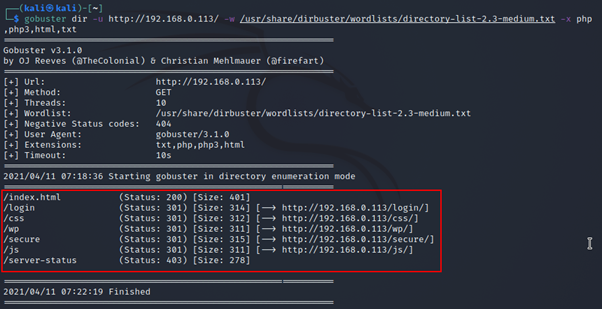 ┌──(kali㉿kali)-[~]
└─$ gobuster dir -u http://192.168.0.113/ -w /usr/share/dirbuster/wordlists/directory-list-2.3-medium.txt -x php
,php3,html,txt
===============================================================
Gobuster v3.1.0
by OJ Reeves (@TheColonial) & Christian Mehlmauer (@firefart)
===============================================================
[+] Url:                     http://192.168.0.113/
[+] Method:                  GET
[+] Threads:                 10
[+] Wordlist:                /usr/share/dirbuster/wordlists/directory-list-2.3-medium.txt
[+] Negative Status codes:   404
[+] User Agent:              gobuster/3.1.0
[+] Extensions:              txt,php,php3,html
[+] Timeout:                 10s
===============================================================
2021/04/11 07:18:36 Starting gobuster in directory enumeration mode
===============================================================
/index.html           (Status: 200) [Size: 401]
/login                (Status: 301) [Size: 314] [--> http://192.168.0.113/login/]
/css                  (Status: 301) [Size: 312] [--> http://192.168.0.113/css/]
/wp                   (Status: 301) [Size: 311] [--> http://192.168.0.113/wp/]
/secure               (Status: 301) [Size: 315] [--> http://192.168.0.113/secure/]
/js                   (Status: 301) [Size: 311] [--> http://192.168.0.113/js/]
/server-status        (Status: 403) [Size: 278]
===============================================================
2021/04/11 07:22:19 Finished
===============================================================